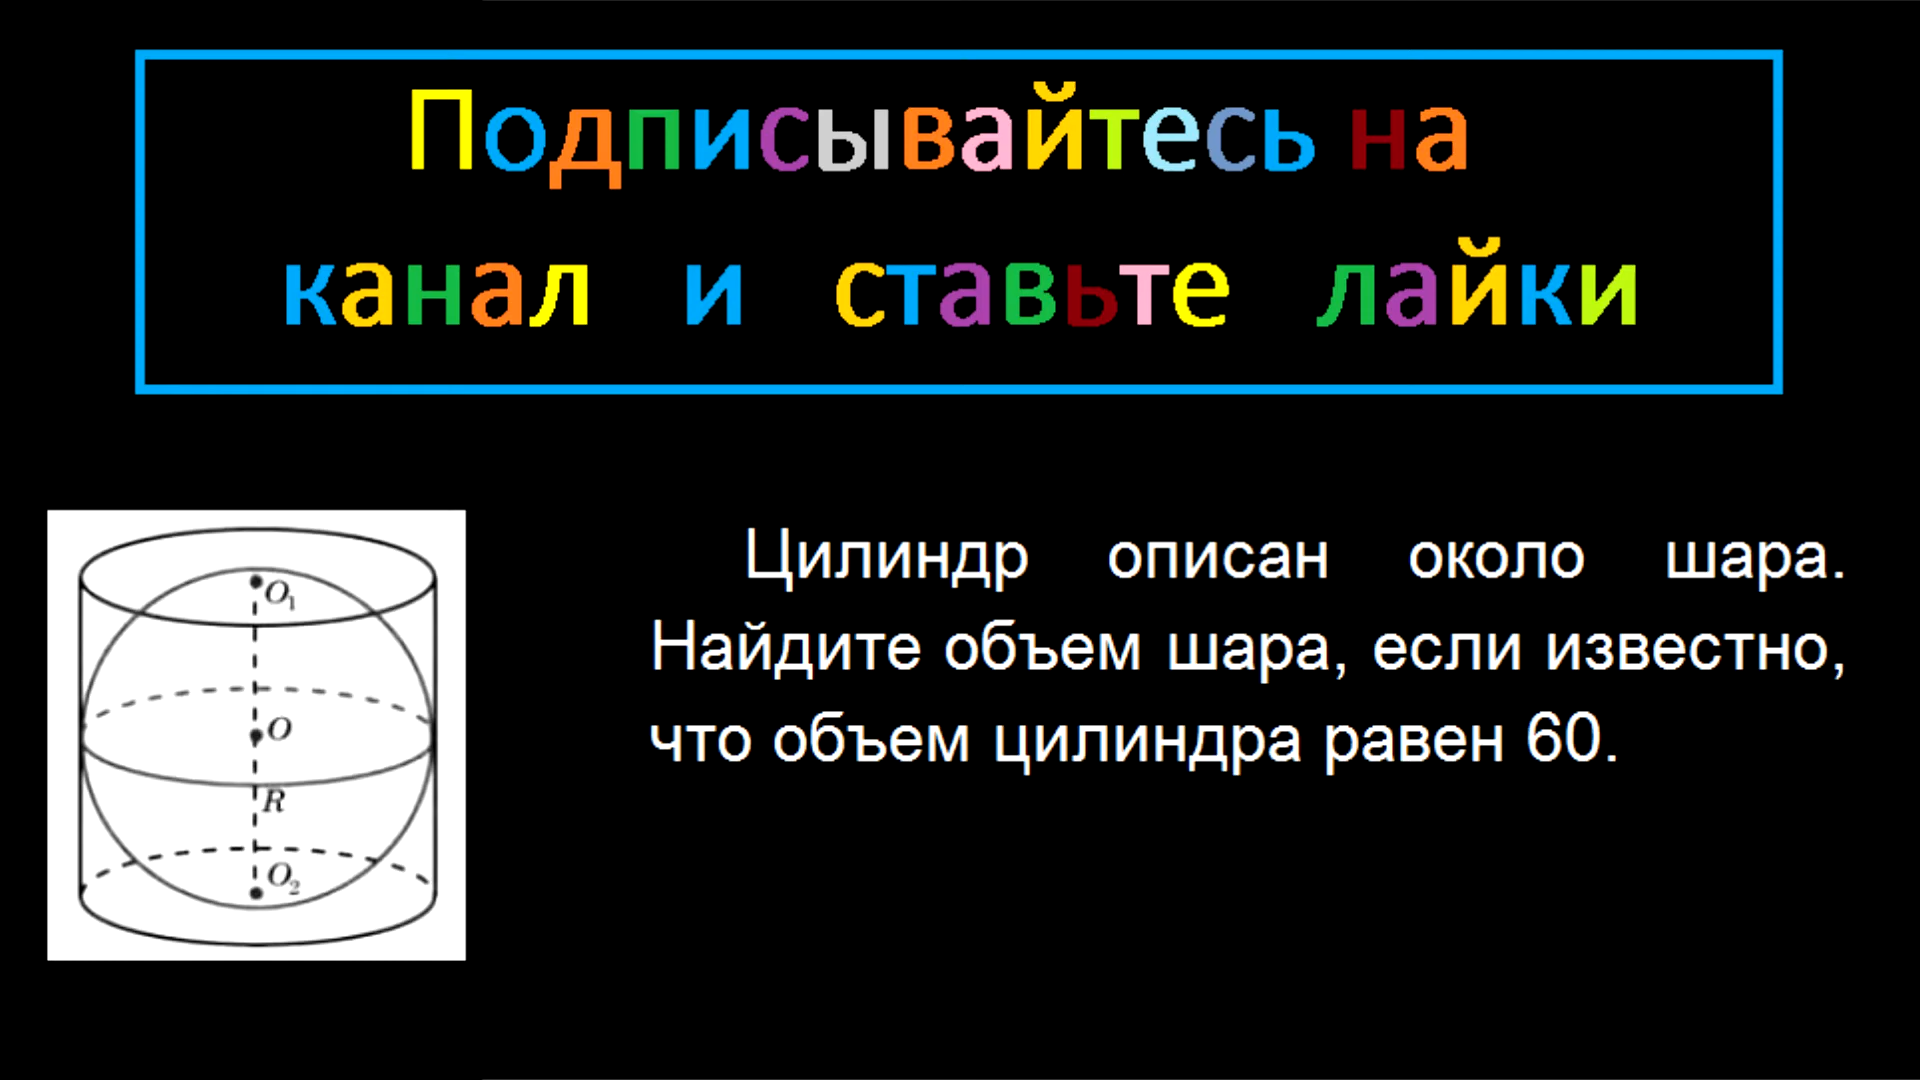 Подписывайтесь на
канал и ставьте лайки
Цилиндр описан около шара.
Найдите объем шара, если известно,
что объем цилиндра равен 60.
O₁
O
R
O₂